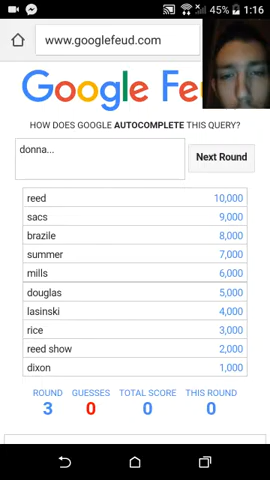 45% 1:16
www.googlefeud.com
Google Fe
HOW DOES GOOGLE AUTOCOMPLETE THIS QUERY?
donna...
Next Round
reed 10,000
sacs 9,000
brazile 8,000
summer 7,000
mills 6,000
douglas 5,000
lasinski 4,000
rice 3,000
reed show 2,000
dixon 1,000
ROUND GUESSES TOTAL SCORE THIS ROUND
3 0 0 0